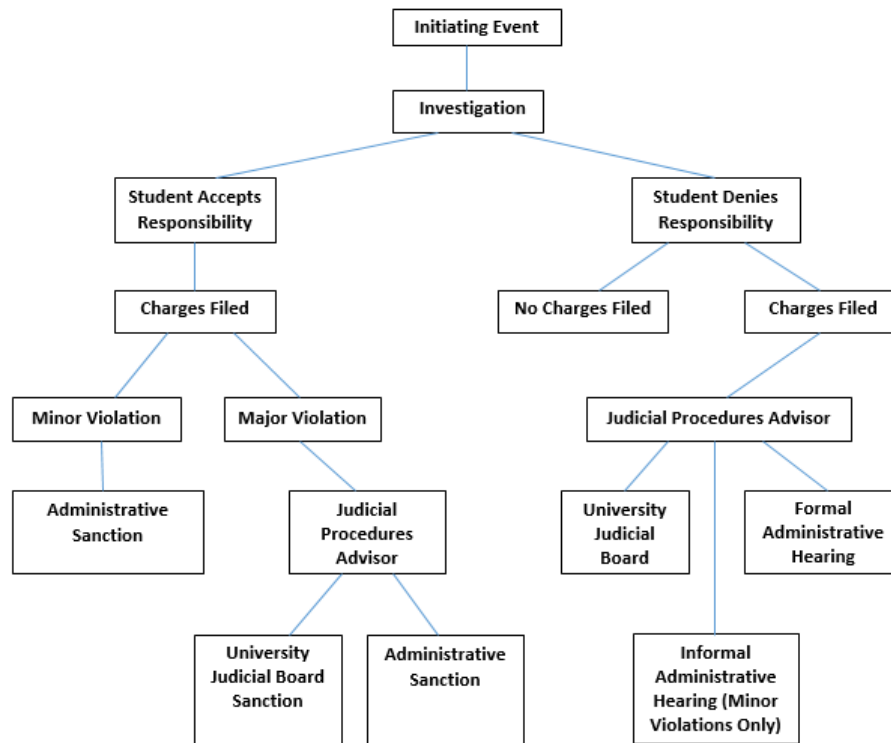 Initiating Event
Investigation
Student Accepts
Responsibility
Student Denies
Responsibility
Charges Filed
No Charges Filed
Charges Filed
Minor Violation
Major Violation
Judicial Procedures Advisor
Administrative
Sanction
Judicial
Procedures
Advisor
University
Judicial
Board
Formal
Administrative
Hearing
University
Judicial Board
Sanction
Administrative
Sanction
Informal
Administrative
Hearing (Minor
Violations Only)